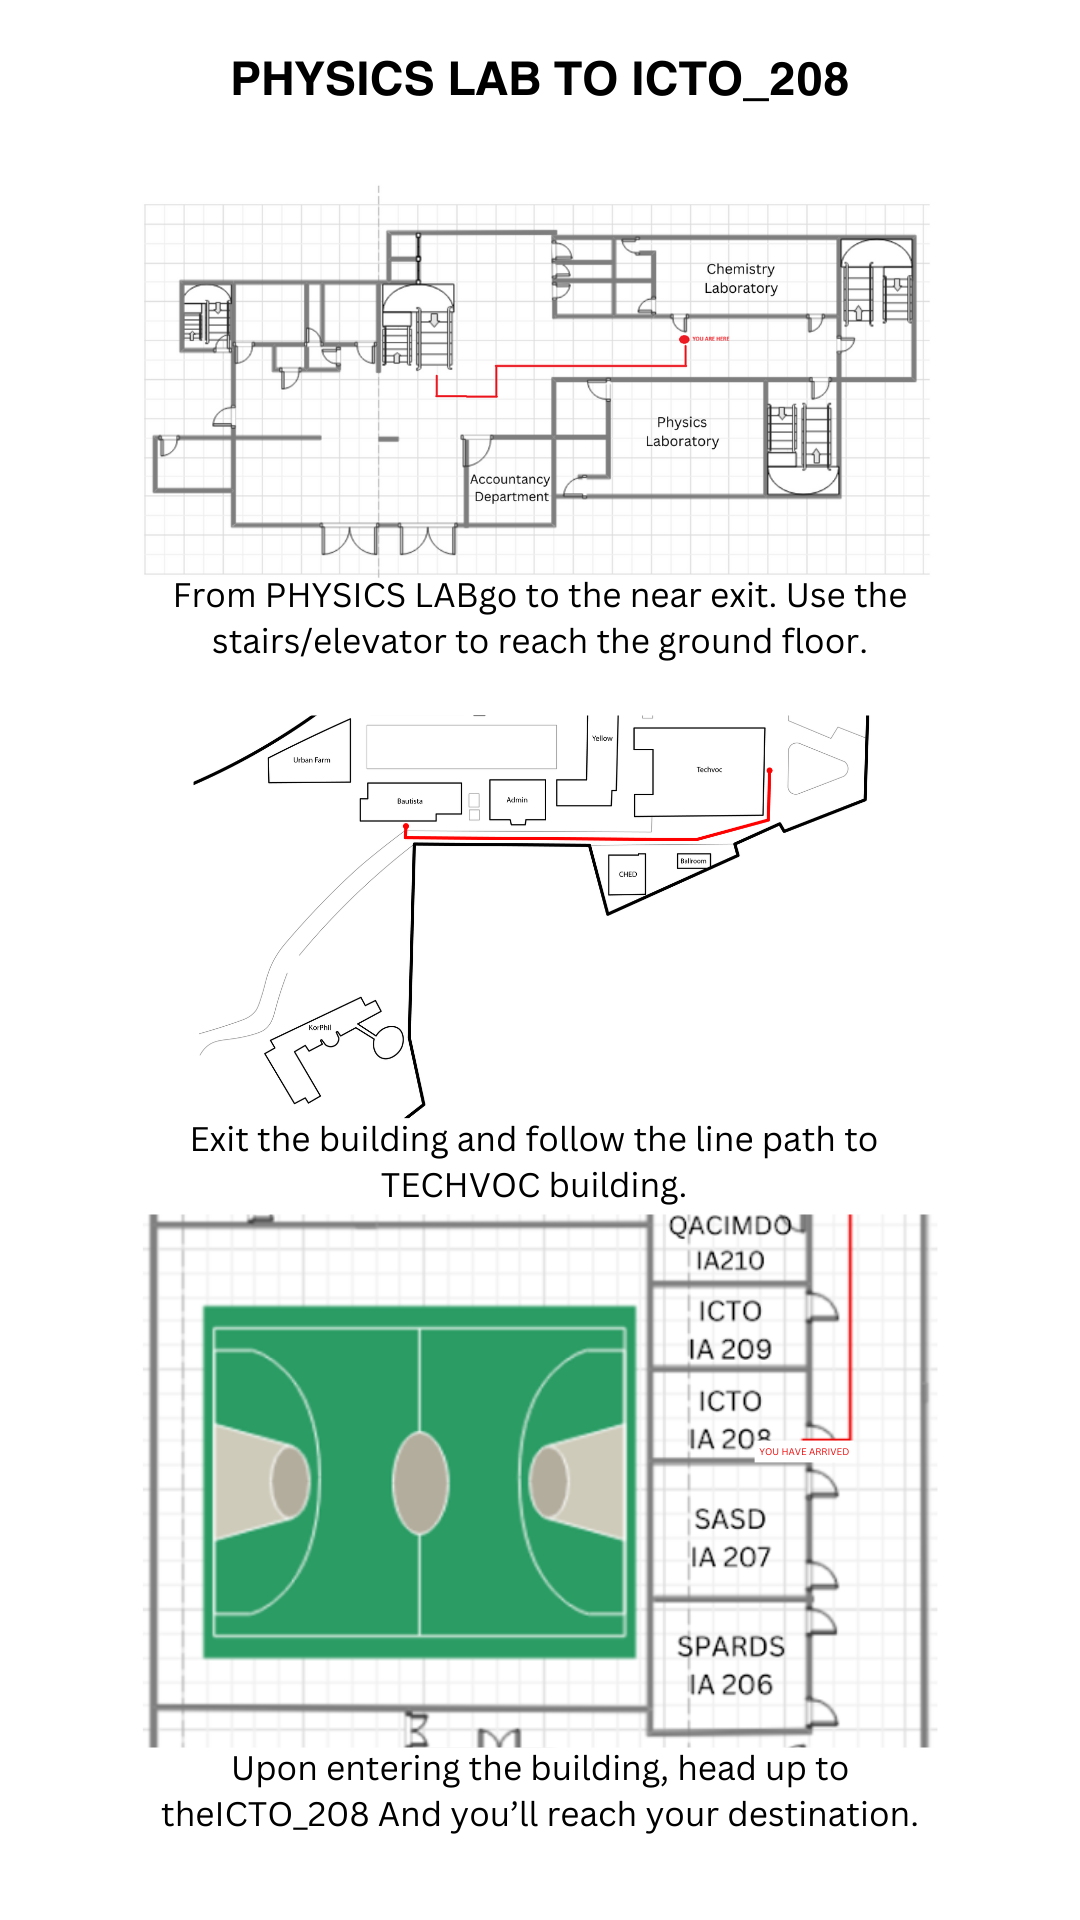 PHYSICS LAB TO ICTO_208
Chemistry
Laboratory
YOU ARE HERE
Physics
Laboratory
Accountancy
Department
From PHYSICS LABgo to the near exit. Use the
stairs/elevator to reach the ground floor.
Urban Farm
Yellow
Techvoc
Bautista
Admin
CHED
Ballroom
KorPhil
Exit the building and follow the line path to
TECHVOC building.
QACIMDO
IA210
ICTO
IA 209
ICTO
IA 208
YOU HAVE ARRIVED
SASD
IA 207
SPARDS
IA 206
Upon entering the building, head up to
theICTO_208 And you’ll reach your destination.